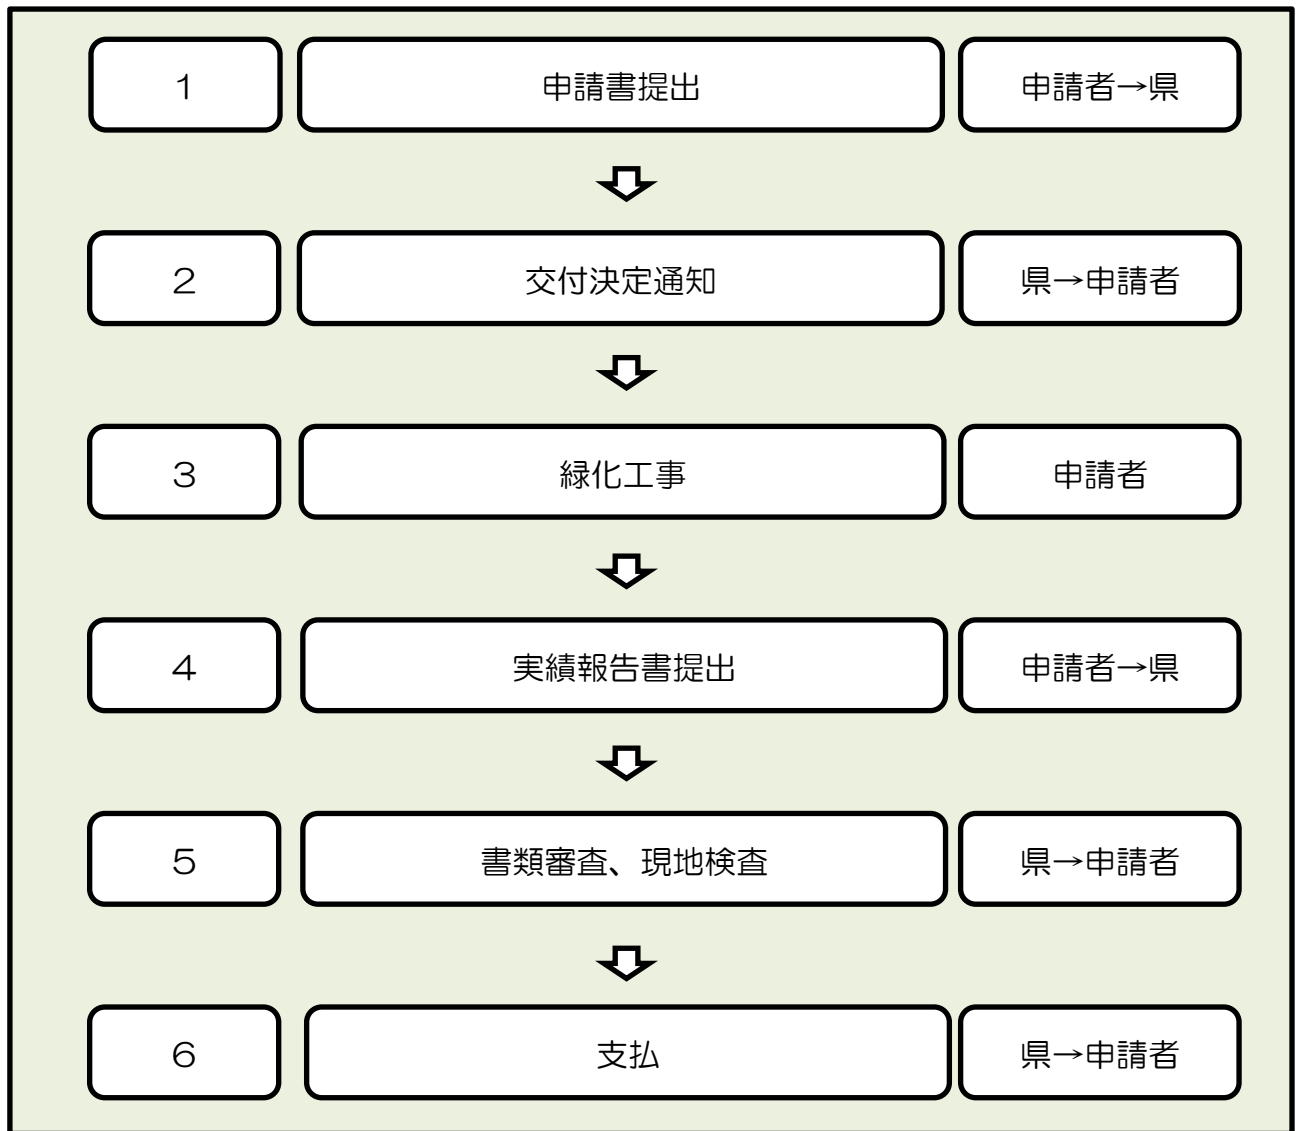 1 申請書提出 申請者→県
2 交付決定通知 県→申請者
3 緑化工事 申請者
4 実績報告書提出 申請者→県
5 書類審査、現地検査 県→申請者
6 支払 県→申請者